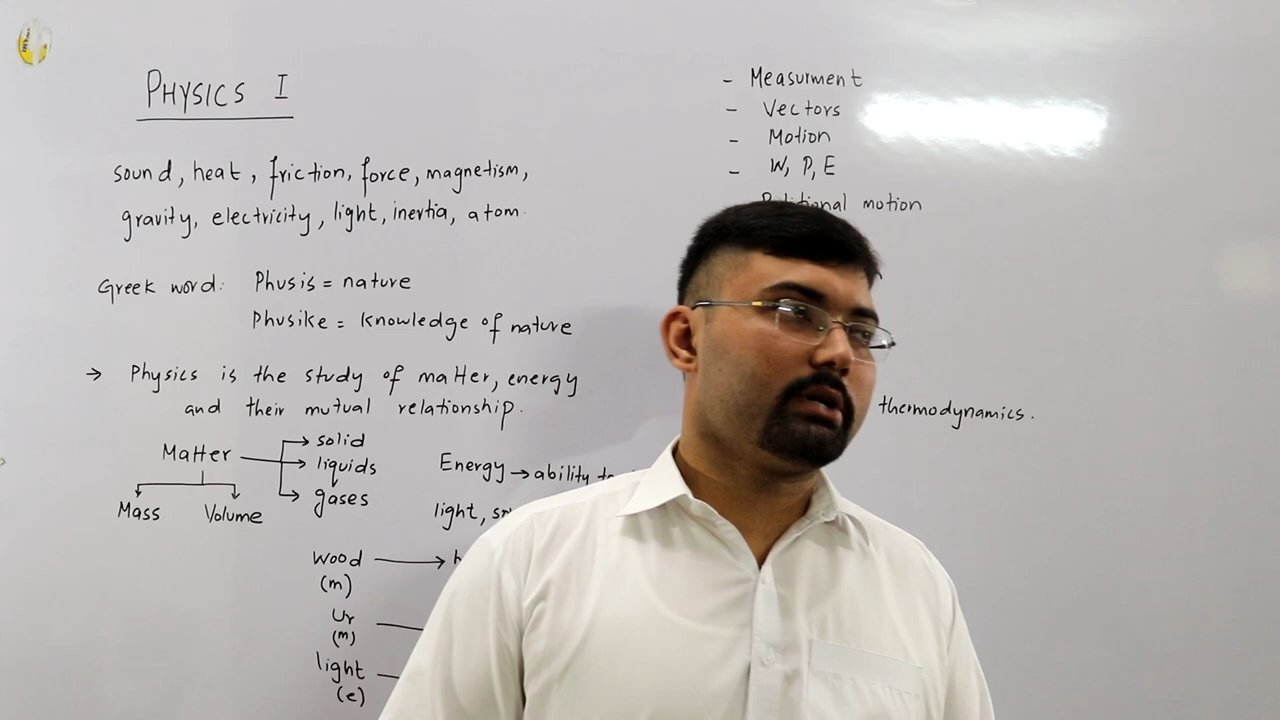 PHYSICS I
sound, heat, friction, force, magnetism,
gravity, electricity, light, inertia, atom.
Greek word: Phusis = nature
Phusike = knowledge of nature
→ Physics is the study of matter, energy
and their mutual relationship.
Matter → solid
→ liquids
→ gases
Mass Volume
Energy → ability to
light,
wood →
(m)
Ur
(m)
light
(e)
- Measurment
- Vectors
- Motion
- W, P, E
motion
thermodynamics.